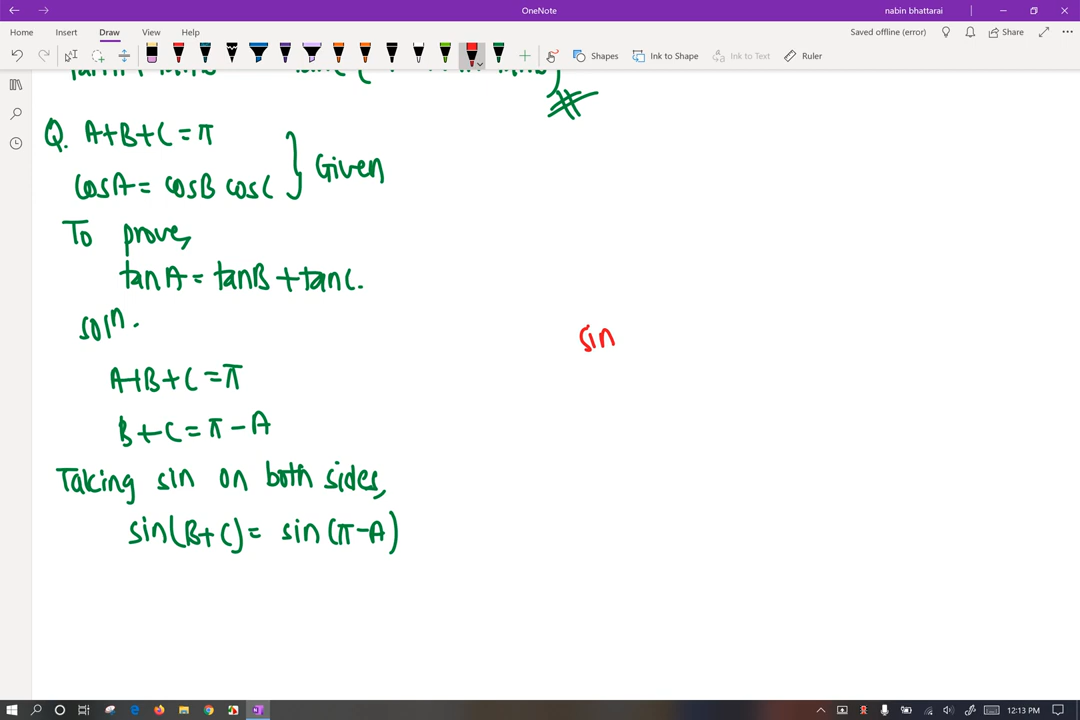 OneNote
nabin bhattarai
Home Insert Draw View Help
Saved offline (error)
Share
Shapes
Ink to Shape
Ink to Text
Ruler
Q. A+B+C=π
cosA= cosB cosC } Given
To prove,
tanA= tanB+tanC.
soln.
A+B+C=π
B+C=π-A
Taking sin on both sides,
sin(B+C)= sin(π-A)
sin
12:13 PM